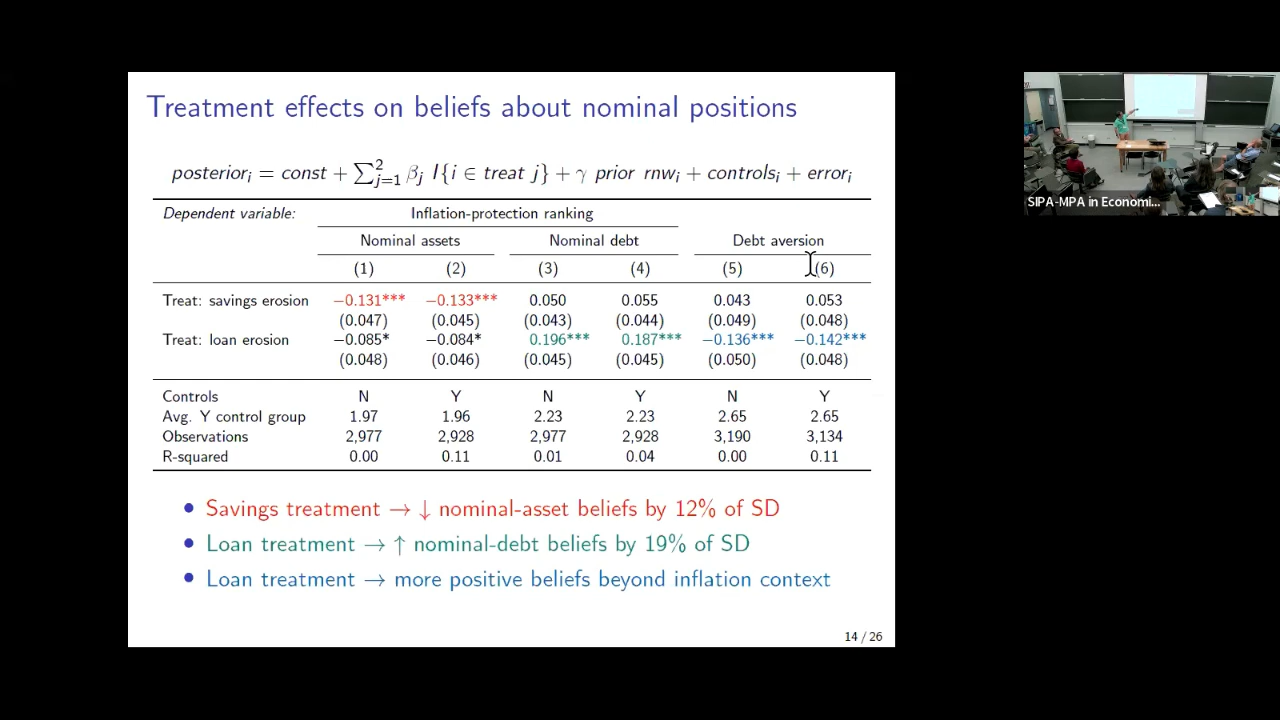 Treatment effects on beliefs about nominal positions
posterior_i = const + ∑_{j=1}^{2} β_j I{i ∈ treat j} + γ prior rnw_i + controls_i + error_i
Dependent variable: Inflation-protection ranking
Nominal assets Nominal debt Debt aversion
(1) (2) (3) (4) (5) (6)
Treat: savings erosion −0.131*** −0.133*** 0.050 0.055 0.043 0.053
(0.047) (0.045) (0.043) (0.044) (0.049) (0.048)
Treat: loan erosion −0.085* −0.084* 0.196*** 0.187*** −0.136*** −0.142***
(0.048) (0.046) (0.045) (0.045) (0.050) (0.048)
Controls N Y N Y N Y
Avg. Y control group 1.97 1.96 2.23 2.23 2.65 2.65
Observations 2,977 2,928 2,977 2,928 3,190 3,134
R-squared 0.00 0.11 0.01 0.04 0.00 0.11
• Savings treatment → ↓ nominal-asset beliefs by 12% of SD
• Loan treatment → ↑ nominal-debt beliefs by 19% of SD
• Loan treatment → more positive beliefs beyond inflation context
14 / 26
SIPA-MPA in Economi...